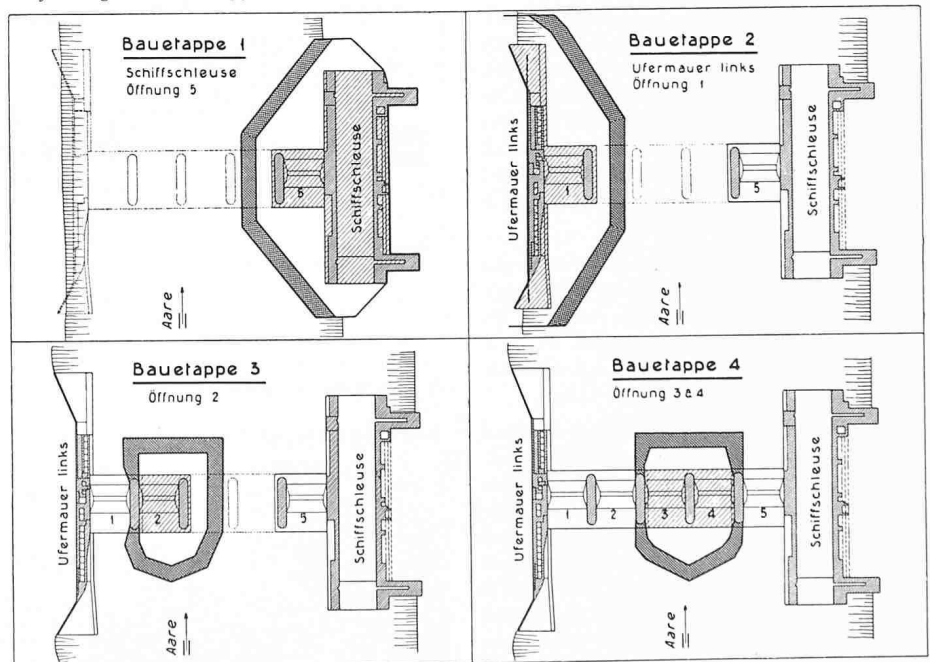 Bauetappe 1
Schiffschleuse
Öffnung 5
5
Schiffschleuse
Aare
Bauetappe 2
Ufermauer links
Öffnung 1
Ufermauer links
1
5
Schiffschleuse
Aare
Bauetappe 3
Öffnung 2
Ufermauer links
1 2 5
Schiffschleuse
Aare
Bauetappe 4
Öffnung 3 & 4
Ufermauer links
1 2 3 4 5
Schiffschleuse
Aare